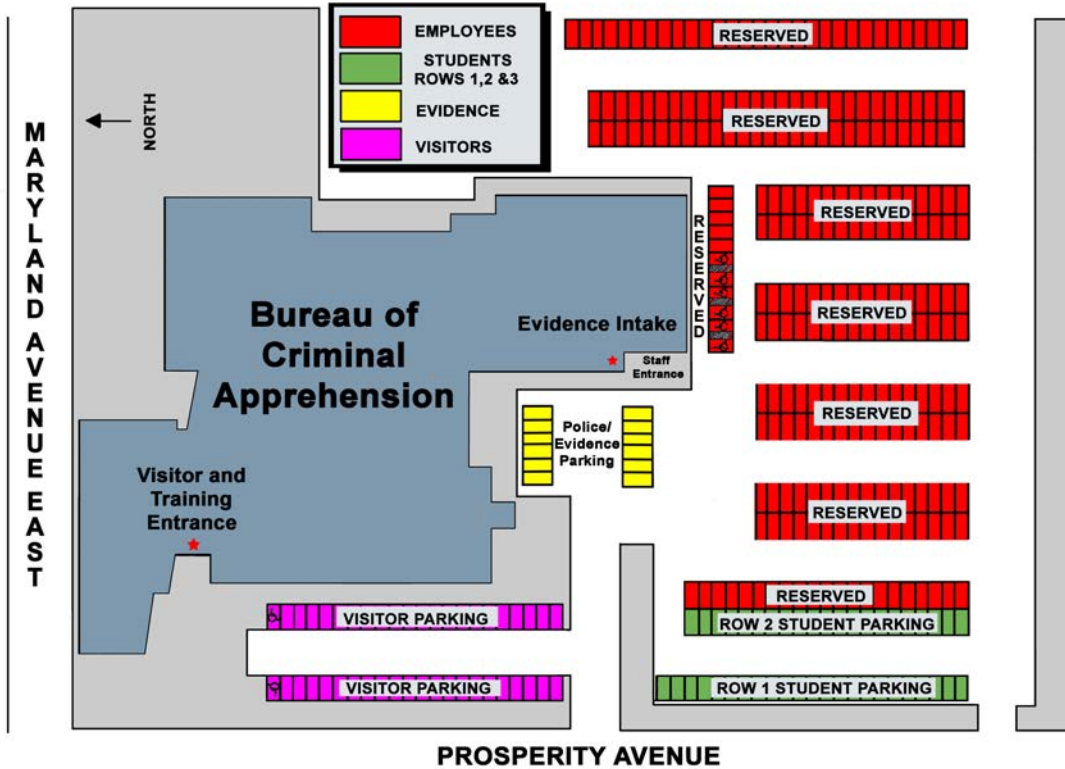 EMPLOYEES
STUDENTS
ROWS 1,2 &3
EVIDENCE
VISITORS
NORTH
MARYLAND AVENUE EAST
RESERVED
RESERVED
RESERVED
RESERVED
RESERVED
RESERVED
RESERVED
RESERVED
Bureau of
Criminal
Apprehension
Evidence Intake
Staff
Entrance
Police/
Evidence
Parking
Visitor and
Training
Entrance
VISITOR PARKING
VISITOR PARKING
ROW 2 STUDENT PARKING
ROW 1 STUDENT PARKING
PROSPERITY AVENUE